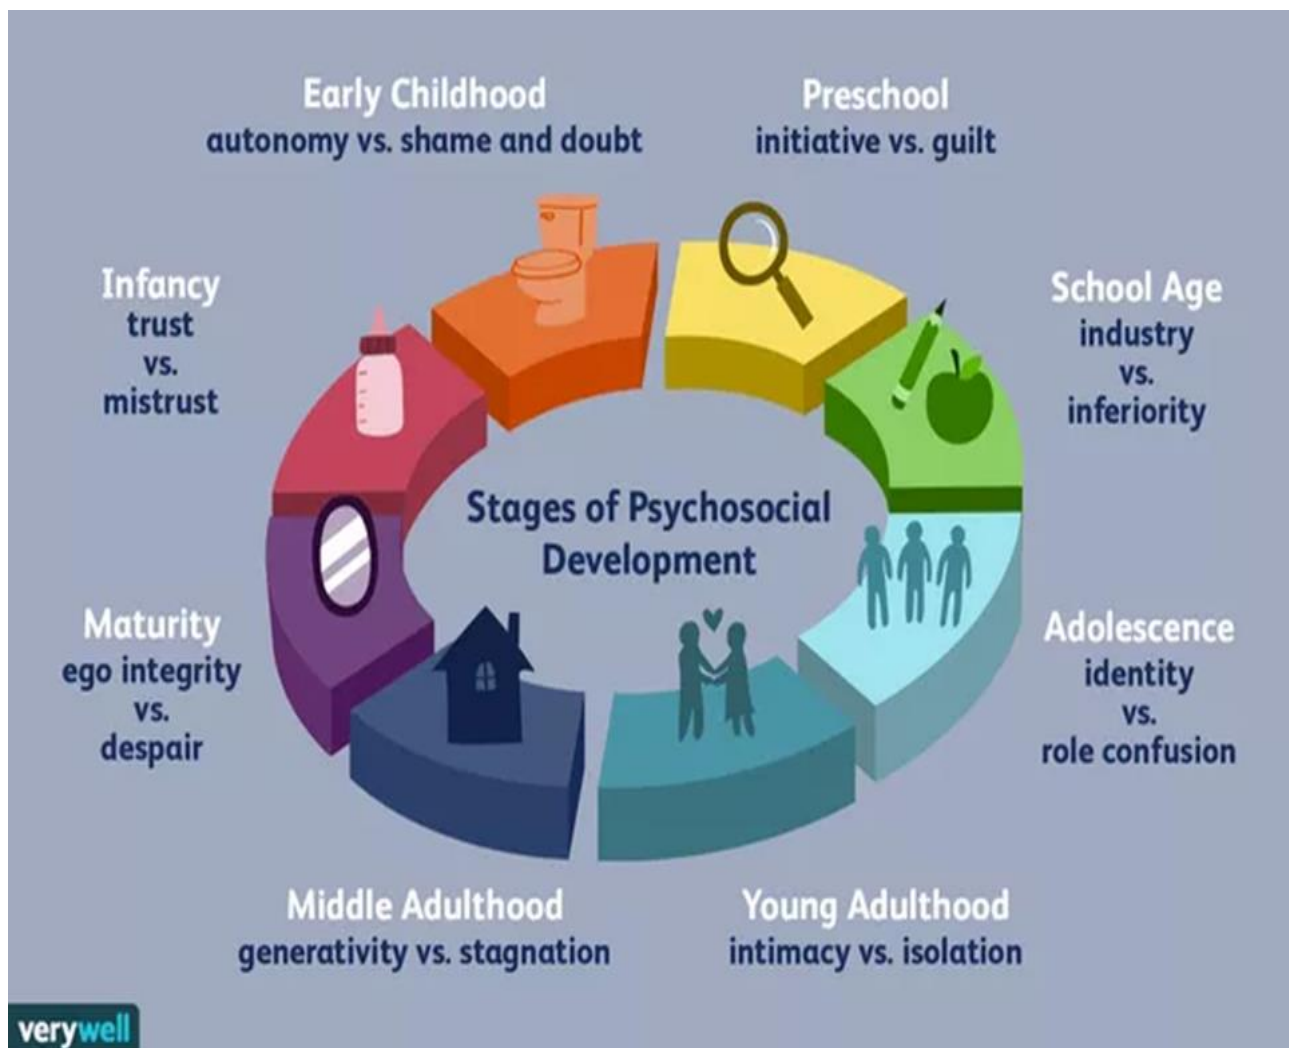 Early Childhood
autonomy vs. shame and doubt
Preschool
initiative vs. guilt
Infancy
trust
vs.
mistrust
School Age
industry
vs.
inferiority
Stages of Psychosocial
Development
Maturity
ego integrity
vs.
despair
Adolescence
identity
vs.
role confusion
Middle Adulthood
generativity vs. stagnation
Young Adulthood
intimacy vs. isolation
verywell